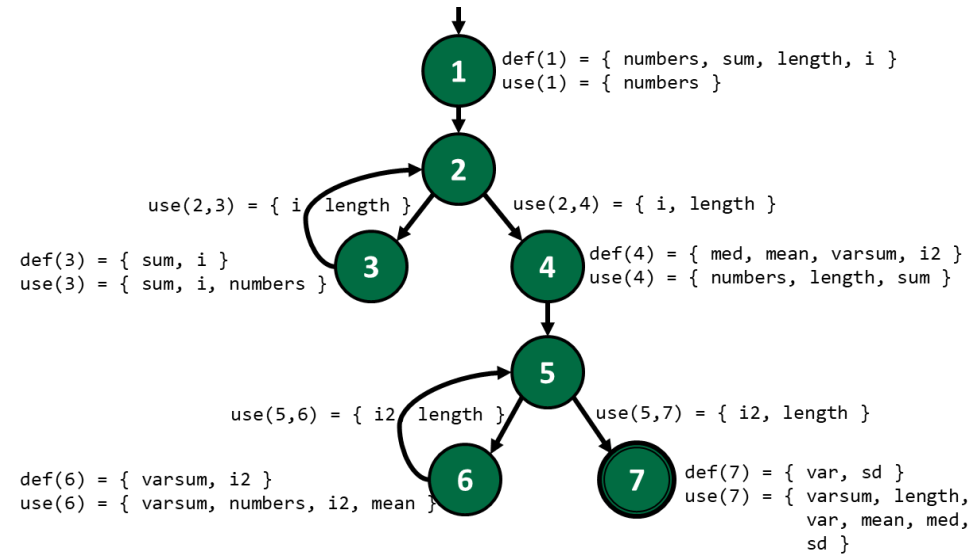 1
def(1) = { numbers, sum, length, i }
use(1) = { numbers }
2
use(2,3) = { i, length }
use(2,4) = { i, length }
def(3) = { sum, i }
use(3) = { sum, i, numbers }
3
4
def(4) = { med, mean, varsum, i2 }
use(4) = { numbers, length, sum }
5
use(5,6) = { i2, length }
use(5,7) = { i2, length }
def(6) = { varsum, i2 }
use(6) = { varsum, numbers, i2, mean }
6
7
def(7) = { var, sd }
use(7) = { varsum, length,
var, mean, med,
sd }